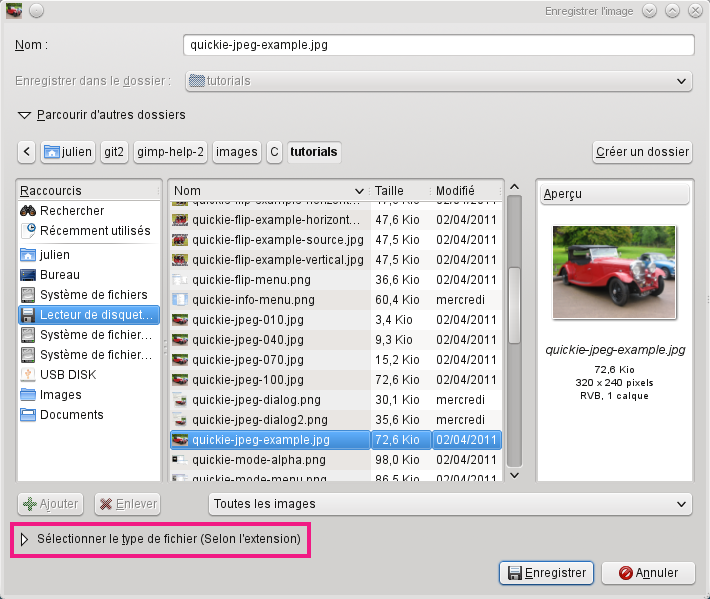 Enregistrer l'image
Nom :
quickie-jpeg-example.jpg
Enregistrer dans le dossier :
tutorials
Parcourir d'autres dossiers
julien
git2
gimp-help-2
images
C
tutorials
Créer un dossier
Raccourcis
Rechercher
Récemment utilisés
julien
Bureau
Système de fichiers
Lecteur de disquet...
Système de fichier...
Système de fichier...
USB DISK
Images
Documents
Nom Taille Modifié
quickie-flip-example-horizont... 47,6 Kio 02/04/2011
quickie-flip-example-source.jpg 47,5 Kio 02/04/2011
quickie-flip-example-vertical.jpg 47,6 Kio 02/04/2011
quickie-flip-menu.png 36,6 Kio 02/04/2011
quickie-info-menu.png 60,4 Kio mercredi
quickie-jpeg-010.jpg 3,4 Kio 02/04/2011
quickie-jpeg-040.jpg 9,3 Kio 02/04/2011
quickie-jpeg-070.jpg 15,2 Kio 02/04/2011
quickie-jpeg-100.jpg 72,6 Kio 02/04/2011
quickie-jpeg-dialog.png 30,1 Kio mercredi
quickie-jpeg-dialog2.png 35,6 Kio mercredi
quickie-jpeg-example.jpg 72,6 Kio 02/04/2011
quickie-mode-alpha.png 98,0 Kio 02/04/2011
quickie-mode-menu.png 86,5 Kio 02/04/2011
Aperçu
quickie-jpeg-example.jpg
72,6 Kio
320 x 240 pixels
RVB, 1 calque
Ajouter
Enlever
Toutes les images
Sélectionner le type de fichier (Selon l'extension)
Enregistrer
Annuler